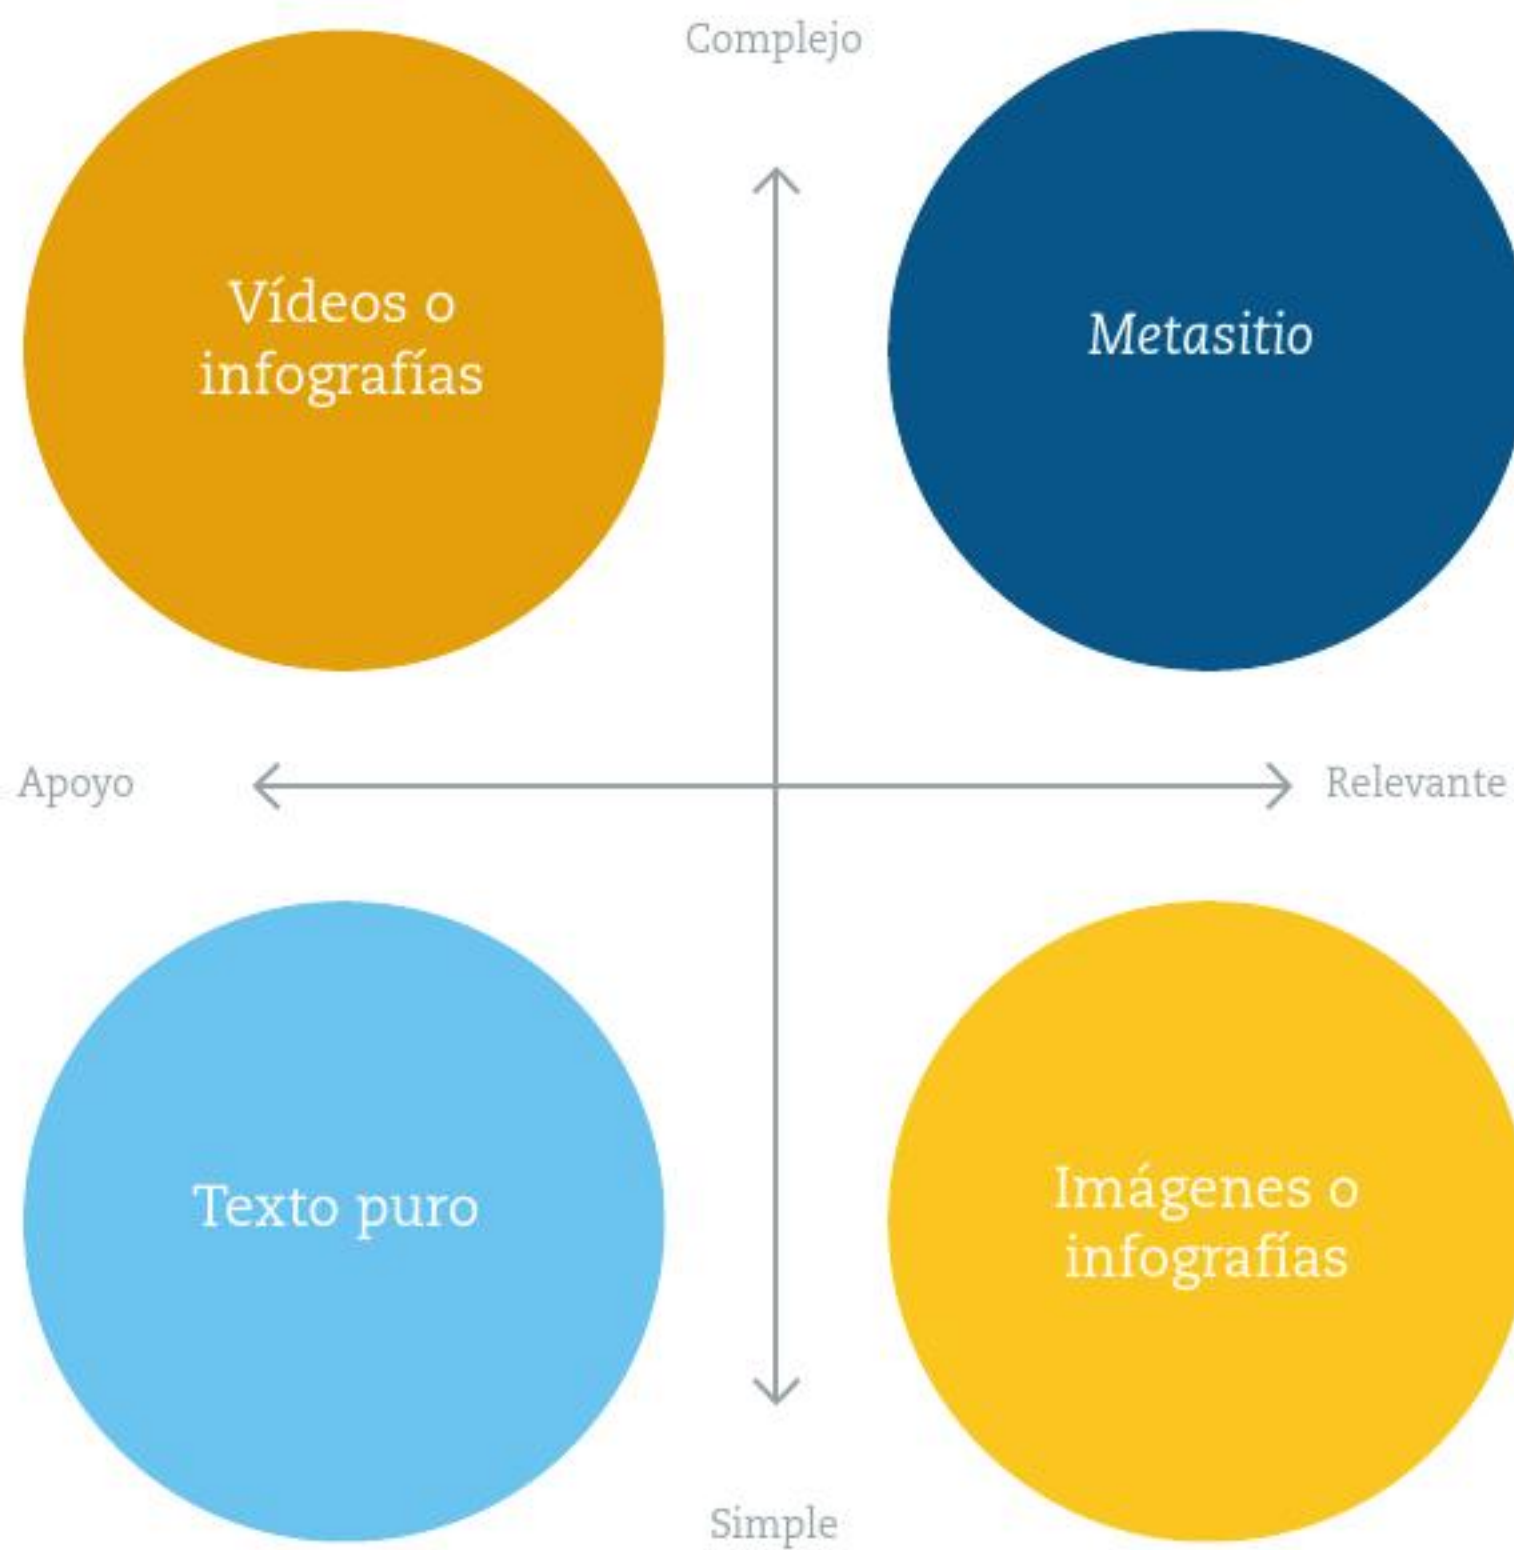 Complejo
Vídeos o
infografías
Metasitio
Apoyo
Relevante
Texto puro
Imágenes o
infografías
Simple